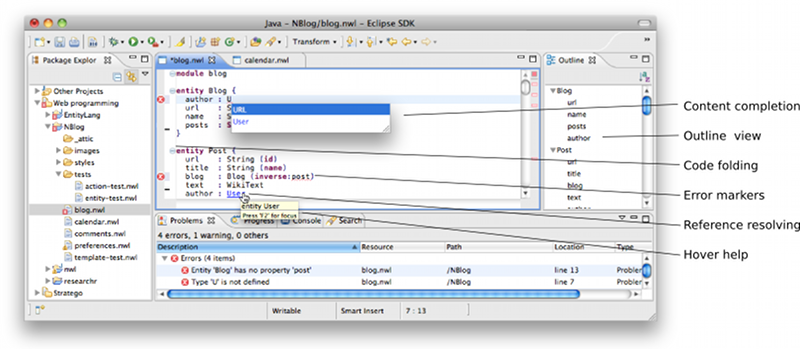 Java – NBlog/blog.nwl – Eclipse SDK
Transform
Package Explor
Other Projects
Web programming
EntityLang
NBlog
_attic
images
styles
tests
action-test.nwl
entity-test.nwl
blog.nwl
calendar.nwl
comments.nwl
preferences.nwl
template-test.nwl
nwl
researchr
Stratego
*blog.nwl
calendar.nwl
module blog
entity Blog {
author : U
url : S
name : S
posts : S
}
URL
User
entity Post {
url : String (id)
title : String (name)
blog : Blog (inverse:post)
text : WikiText
author : User
entity User
Press 'F2' for focus
Outline
Blog
url
name
posts
author
Post
url
title
blog
text
author
Content completion
Outline view
Code folding
Error markers
Reference resolving
Hover help
Problems
Progress
Console
Search
4 errors, 1 warning, 0 others
Description Resource Path Location Type
Errors (4 items)
Entity 'Blog' has no property 'post' blog.nwl /NBlog line 13 Probler
Type 'U' is not defined blog.nwl /NBlog line 7 Probler
Writable Smart Insert 7 : 13